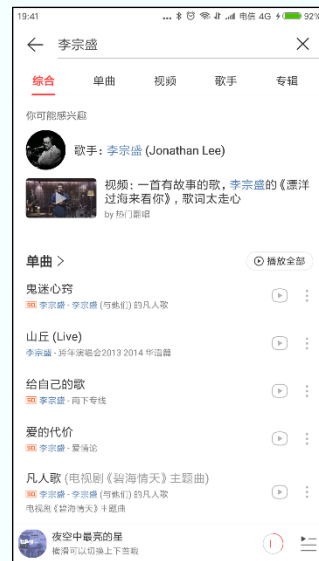 19:41
... 电信 4G 92%
李宗盛
综合 单曲 视频 歌手 专辑
你可能感兴趣
歌手：李宗盛 (Jonathan Lee)
视频：一首有故事的歌，李宗盛的《漂洋
过海来看你》，歌词太走心
by 热门翻唱
单曲 >
播放全部
鬼迷心窍
SQ 李宗盛 - 李宗盛 (与他们) 的凡人歌
山丘 (Live)
李宗盛 - 演唱会2013 2014 华语篇
给自己的歌
SQ 李宗盛 - 南下专线
爱的代价
SQ 李宗盛 - 爱情论
凡人歌 (电视剧《碧海情天》主题曲)
SQ 李宗盛 - 李宗盛 (与他们) 的凡人歌
电视剧《碧海情天》主题曲
夜空中最亮的星
横滑可以切换上下首哦